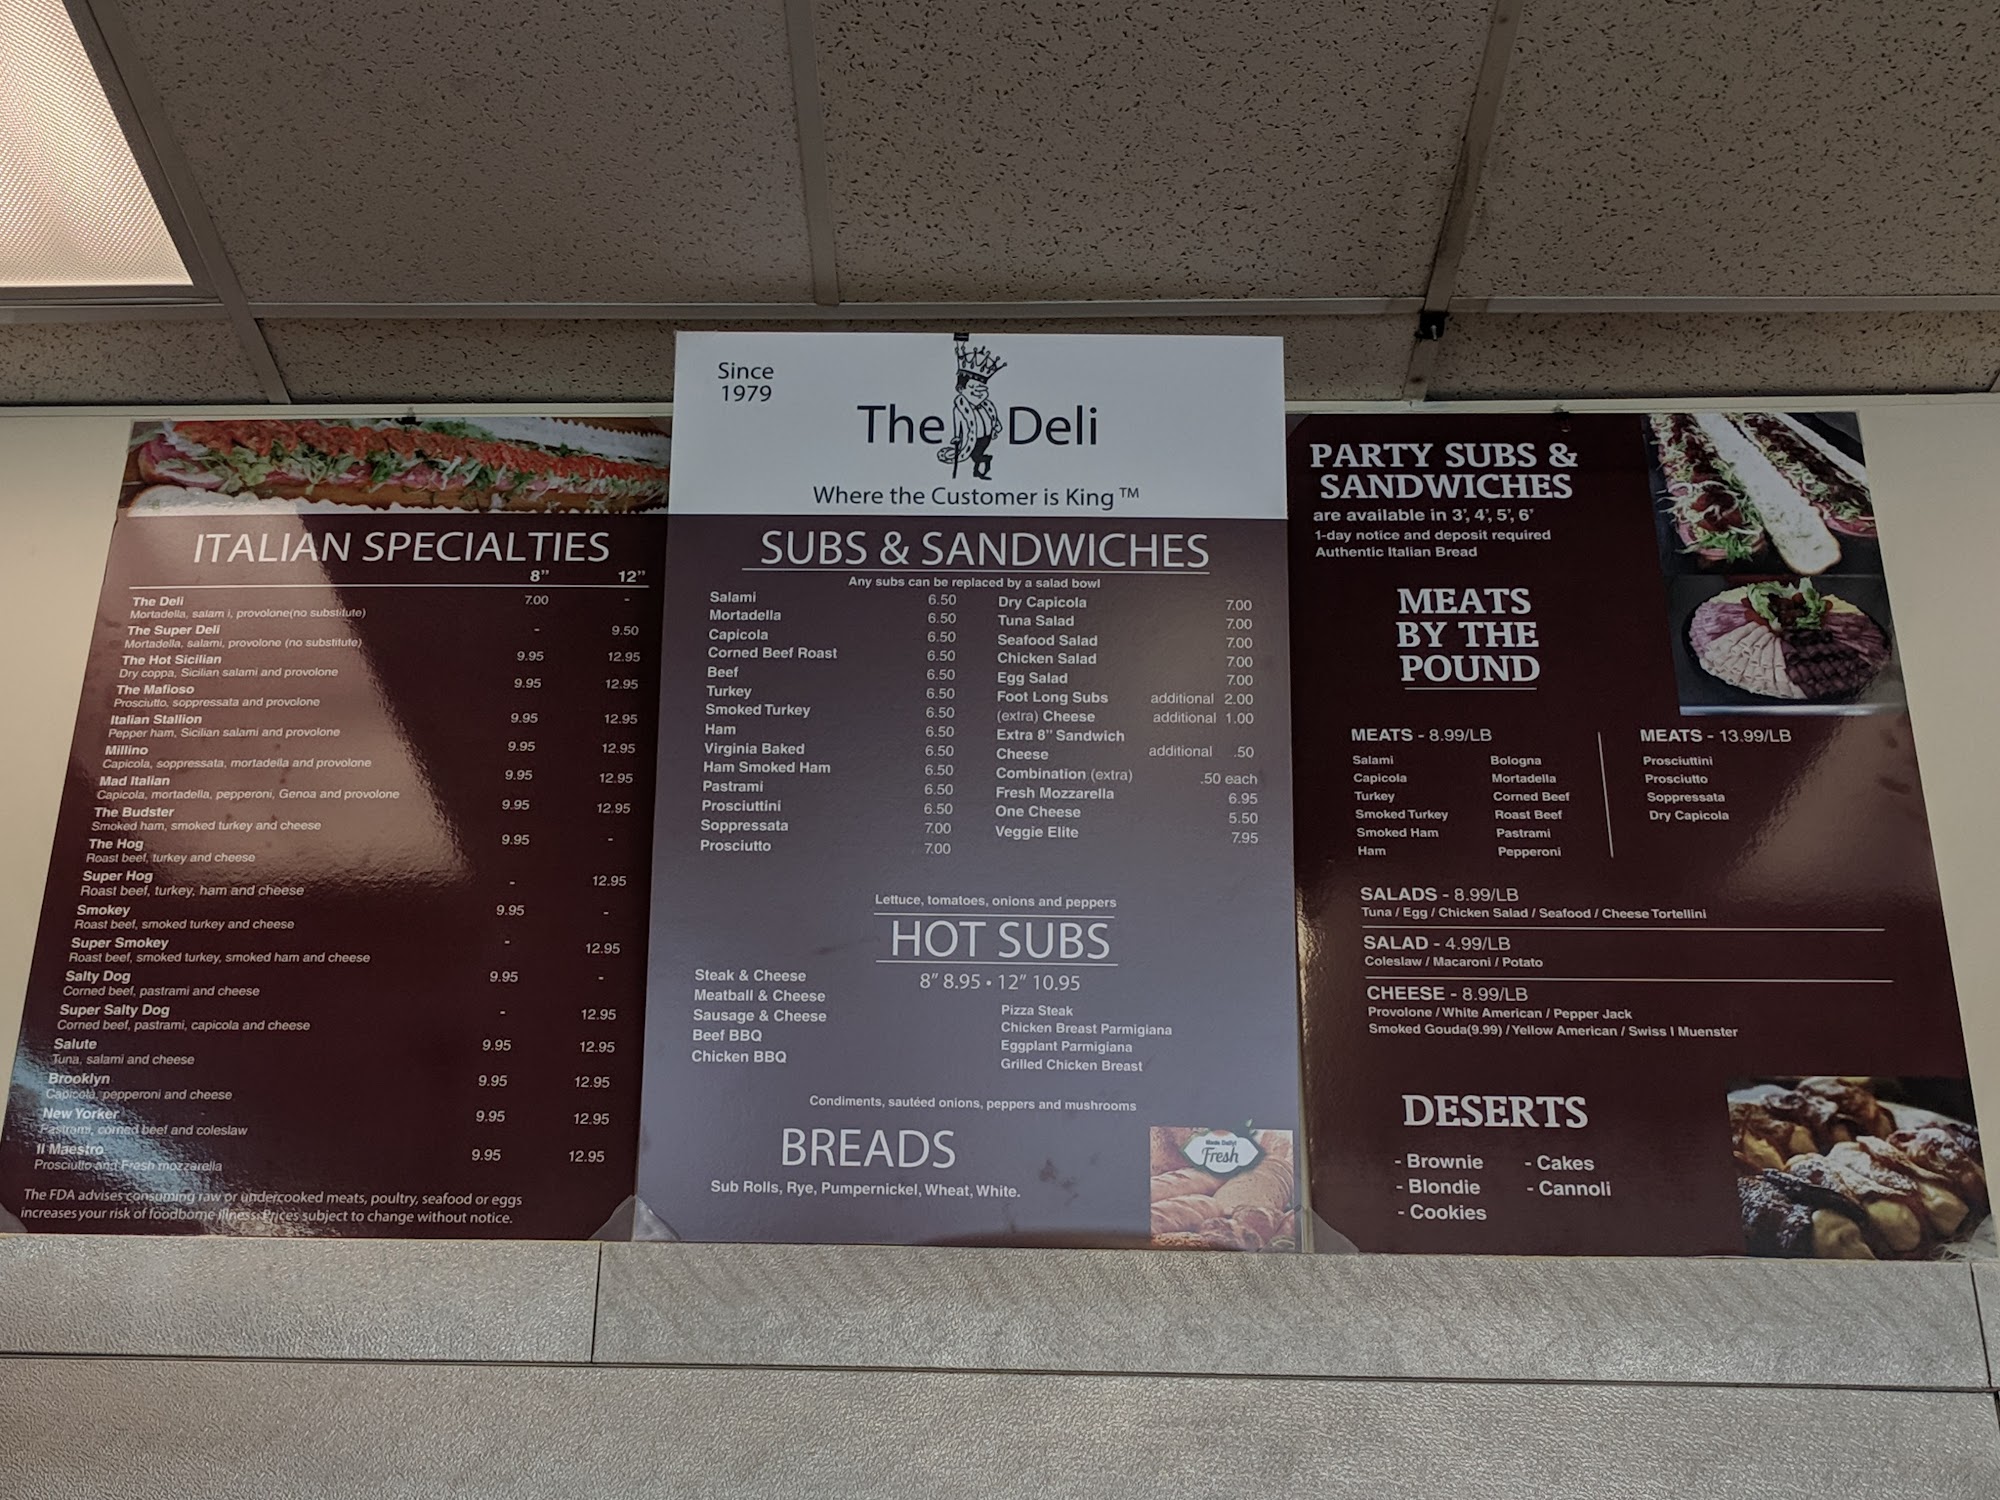 ITALIAN SPECIALTIES
8” 12”
The Deli 7.00 -
Mortadella, salam i, provolone(no substitute)
The Super Deli - 9.50
Mortadella, salami, provolone (no substitute)
The Hot Sicilian 9.95 12.95
Dry coppa, Sicilian salami and provolone
The Mafioso 9.95 12.95
Prosciutto, soppressata and provolone
Italian Stallion 9.95 12.95
Pepper ham, Sicilian salami and provolone
Millino 9.95 12.95
Capicola, soppressata, mortadella and provolone
Mad Italian 9.95 12.95
Capicola, mortadella, pepperoni, Genoa and provolone
The Budster 9.95 12.95
Smoked ham, smoked turkey and cheese
The Hog 9.95 -
Roast beef, turkey and cheese
Super Hog - 12.95
Roast beef, turkey, ham and cheese
Smokey 9.95 -
Roast beef, smoked turkey and cheese
Super Smokey - 12.95
Roast beef, smoked turkey, smoked ham and cheese
Salty Dog 9.95 -
Corned beef, pastrami and cheese
Super Salty Dog - 12.95
Corned beef, pastrami, capicola and cheese
Salute 9.95 12.95
Tuna, salami and cheese
Brooklyn 9.95 12.95
Capicola, pepperoni and cheese
New Yorker 9.95 12.95
Pastrami, corned beef and coleslaw
Il Maestro 9.95 12.95
Prosciutto and Fresh mozzarella
The FDA advises consuming raw or undercooked meats, poultry, seafood or eggs
increases your risk of foodborne illness. Prices subject to change without notice.
Since
1979
The Deli
Where the Customer is King ™
SUBS & SANDWICHES
Any subs can be replaced by a salad bowl
Salami 6.50
Mortadella 6.50
Capicola 6.50
Corned Beef Roast 6.50
Beef 6.50
Turkey 6.50
Smoked Turkey 6.50
Ham 6.50
Virginia Baked 6.50
Ham Smoked Ham 6.50
Pastrami 6.50
Prosciuttini 6.50
Soppressata 7.00
Prosciutto 7.00
Dry Capicola 7.00
Tuna Salad 7.00
Seafood Salad 7.00
Chicken Salad 7.00
Egg Salad 7.00
Foot Long Subs additional 2.00
(extra) Cheese additional 1.00
Extra 8” Sandwich
Cheese additional .50
Combination (extra) .50 each
Fresh Mozzarella 6.95
One Cheese 5.50
Veggie Elite 7.95
Lettuce, tomatoes, onions and peppers
HOT SUBS
8” 8.95 • 12” 10.95
Steak & Cheese
Meatball & Cheese
Sausage & Cheese
Beef BBQ
Chicken BBQ
Pizza Steak
Chicken Breast Parmigiana
Eggplant Parmigiana
Grilled Chicken Breast
Condiments, sautéed onions, peppers and mushrooms
BREADS
Sub Rolls, Rye, Pumpernickel, Wheat, White.
Made Daily!
Fresh
PARTY SUBS &
SANDWICHES
are available in 3’, 4’, 5’, 6’
1-day notice and deposit required
Authentic Italian Bread
MEATS
BY THE
POUND
MEATS - 8.99/LB
Salami
Capicola
Turkey
Smoked Turkey
Smoked Ham
Ham
Bologna
Mortadella
Corned Beef
Roast Beef
Pastrami
Pepperoni
MEATS - 13.99/LB
Prosciuttini
Prosciutto
Soppressata
Dry Capicola
SALADS - 8.99/LB
Tuna / Egg / Chicken Salad / Seafood / Cheese Tortellini
SALAD - 4.99/LB
Coleslaw / Macaroni / Potato
CHEESE - 8.99/LB
Provolone / White American / Pepper Jack
Smoked Gouda(9.99) / Yellow American / Swiss I Muenster
DESERTS
- Brownie
- Blondie
- Cookies
- Cakes
- Cannoli